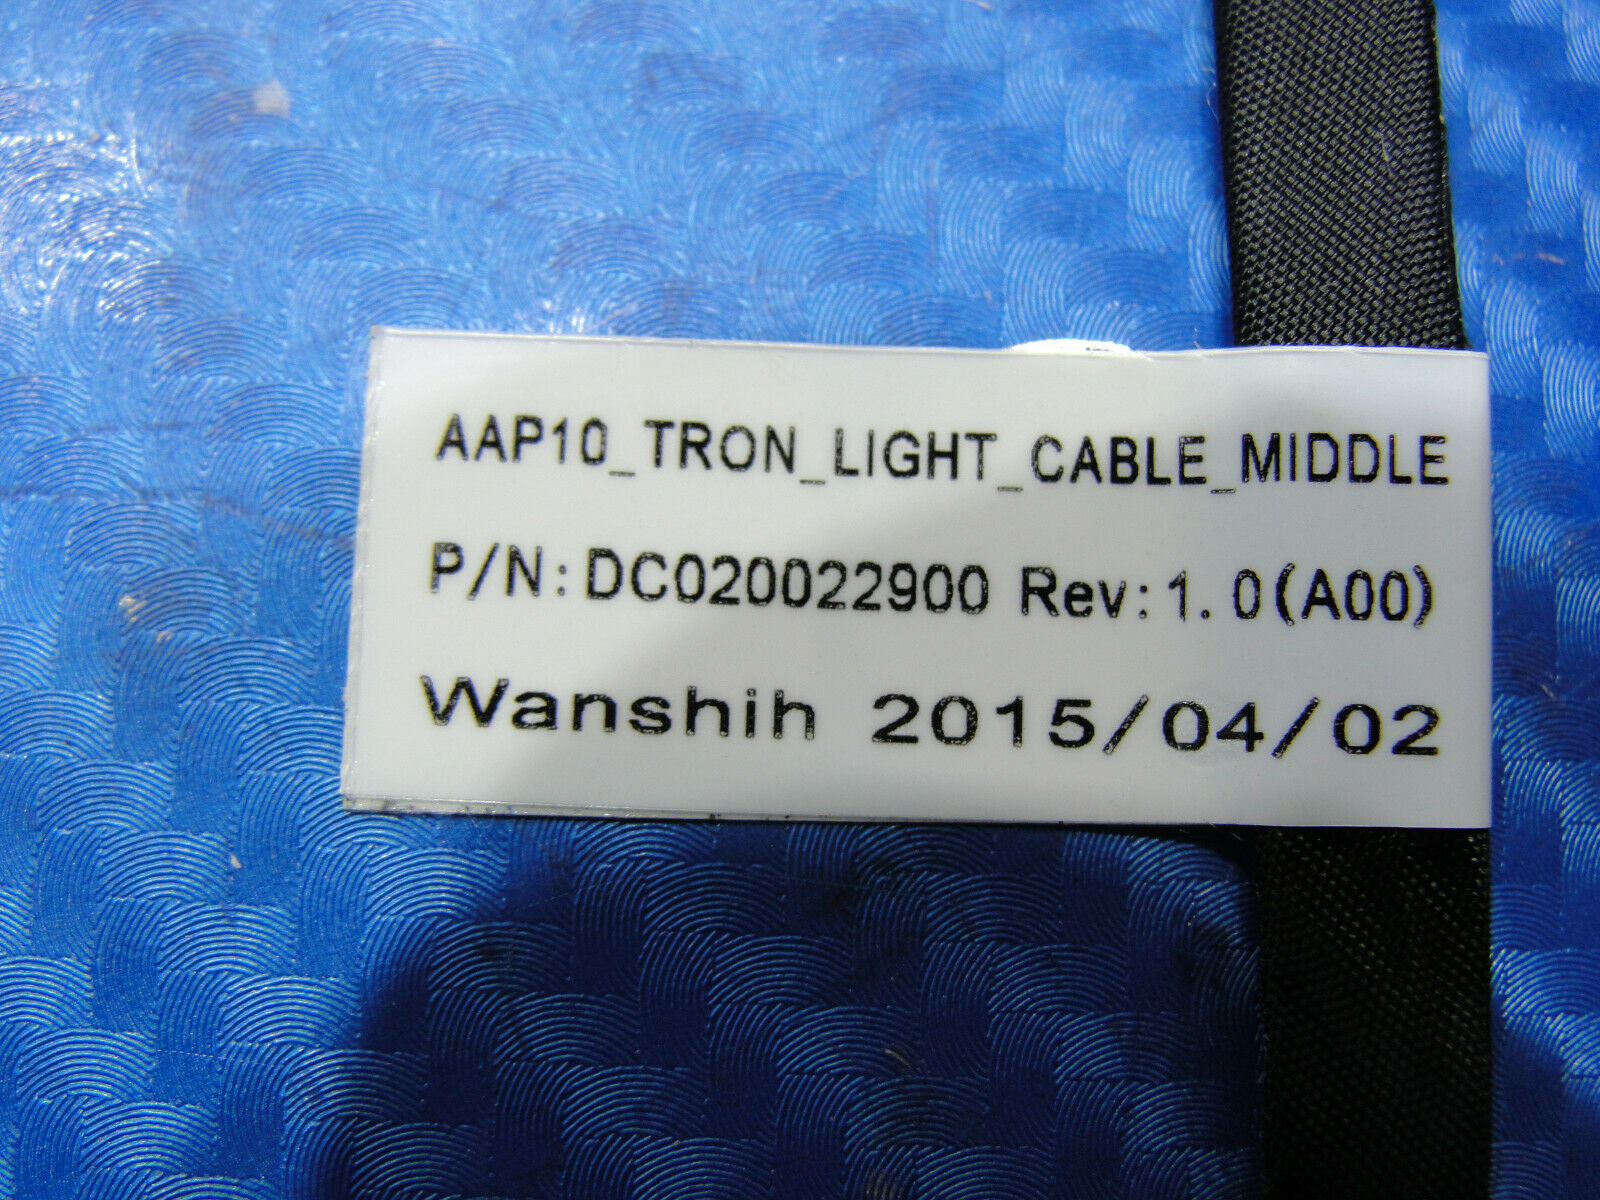 AAP10_TRON_LIGHT_CABLE_MIDDLE
P/N:DC020022900 Rev:1.0(A00)
Wanshih 2015/04/02